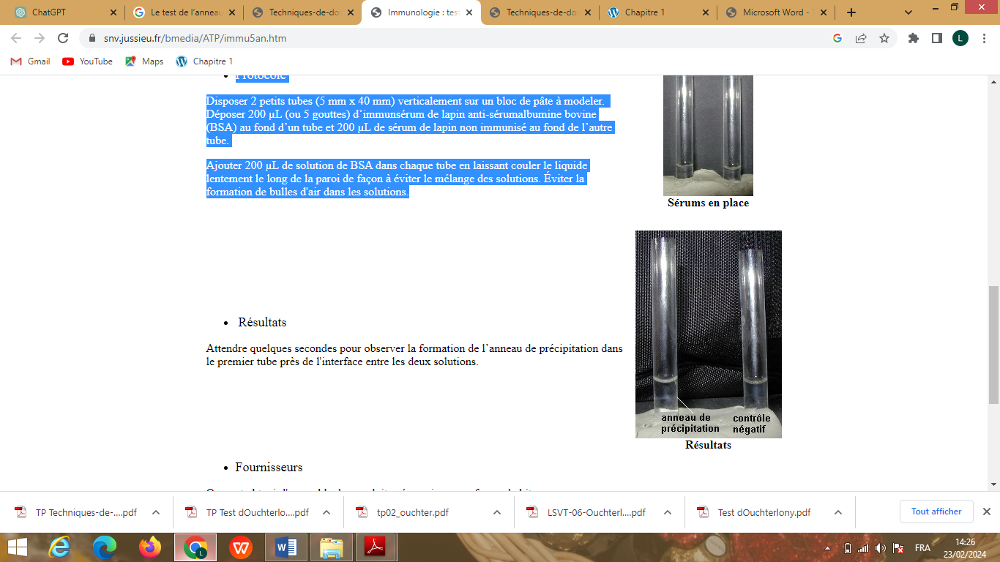 ChatGPT
Le test de l'anneau
Techniques-de-do
Immunologie : tes
Techniques-de-do
Chapitre 1
Microsoft Word -
snv.jussieu.fr/bmedia/ATP/immu5an.htm
L
Gmail
YouTube
Maps
Chapitre 1
• Protocole
Disposer 2 petits tubes (5 mm x 40 mm) verticalement sur un bloc de pâte à modeler.
Déposer 200 µL (ou 5 gouttes) d’immunsérum de lapin anti-sérumalbumine bovine
(BSA) au fond d’un tube et 200 µL de sérum de lapin non immunisé au fond de l’autre
tube.
Ajouter 200 µL de solution de BSA dans chaque tube en laissant couler le liquide
lentement le long de la paroi de façon à éviter le mélange des solutions. Éviter la
formation de bulles d'air dans les solutions.
Sérums en place
• Résultats
Attendre quelques secondes pour observer la formation de l’anneau de précipitation dans
le premier tube près de l'interface entre les deux solutions.
anneau de
précipitation
contrôle
négatif
Résultats
• Fournisseurs
TP Techniques-de-....pdf
TP Test dOuchterlo....pdf
tp02_ouchter.pdf
LSVT-06-Ouchterl....pdf
Test dOuchterlony.pdf
Tout afficher
L
FRA
14:26
23/02/2024